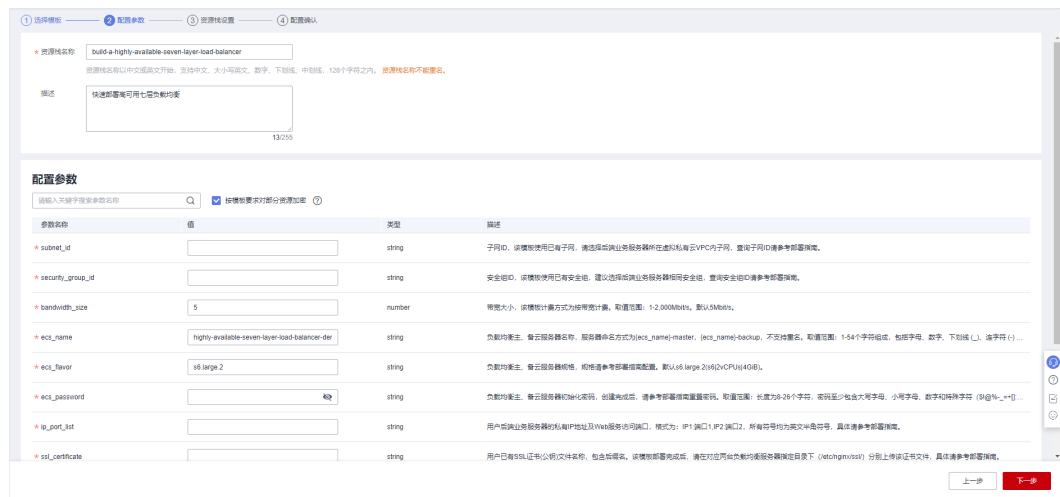 1 选择模板 2 配置参数 3 资源栈设置 4 配置确认
* 资源栈名称 build-a-highly-available-seven-layer-load-balancer
资源栈名称以中文或英文开始,支持中文、大小写英文、数字、下划线、中划线,128个字符之内。 资源栈名称不能重名。
描述 快速部署高可用七层负载均衡
13/255
配置参数
请输入关键字搜索参数名称 按模板要求对部分资源加密
参数名称 值 类型 描述
* subnet_id string 子网ID,该模板使用已有子网,请选择后端业务服务器所在虚拟私有云VPC内子网,查询子网ID请参考部署指南。
* security_group_id string 安全组ID,该模板使用已有安全组,建议选择后端业务服务器相同安全组,查询安全组ID请参考部署指南。
* bandwidth_size 5 number 带宽大小,该模板计费方式为按带宽计费。取值范围:1-2,000Mbit/s。默认5Mbit/s。
* ecs_name highly-available-seven-layer-load-balancer-der string 负载均衡主、备云服务器名称,服务器命名方式为{ecs_name}-master,{ecs_name}-backup,不支持重名。取值范围:1-54个字符组成,包括字母、数字、下划线 (_)、连字符 (-) ...
* ecs_flavor s6.large.2 string 负载均衡主、备云服务器规格,规格请参考部署指南配置。默认s6.large.2(s6|2vCPUs|4GiB)。
* ecs_password string 负载均衡主、备云服务器初始化密码,创建完成后,请参考部署指南重置密码。取值范围:长度为8-26个字符,密码至少包含大写字母、小写字母、数字和特殊字符($!@%-_=+[]:...
* ip_port_list string 用户后端业务服务器的私有IP地址及Web服务访问端口,格式为:IP1:端口1,IP2:端口2,所有符号均为英文半角符号,具体请参考部署指南。
* ssl_certificate string 用户已有SSL证书(公钥)文件名称,包含后缀名。该模板部署完成后,请在对应两台负载均衡服务器指定目录下(/etc/nginx/ssl/)分别上传该证书文件,具体请参考部署指南。
上一步 下一步